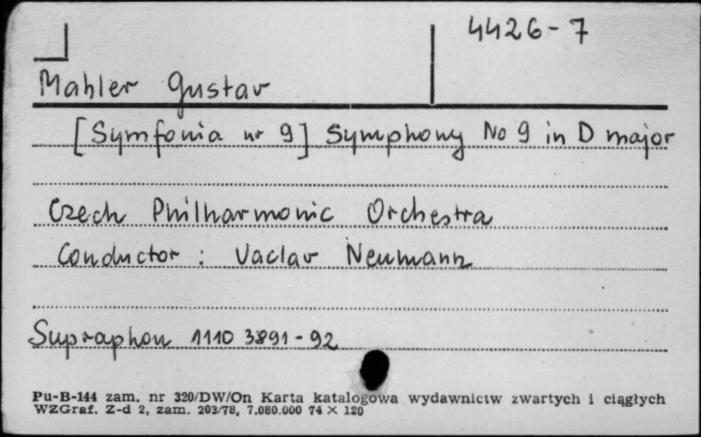 4426-7
Mahler Gustav
[Symfonia nr 9] Symphony No 9 in D major
Czech Philharmonic Orchestra
Conductor : Vaclav Neumann
Supraphon 1110 3891-92
Pu-B-144 zam. nr 320/DW/On Karta katalogowa wydawnictw zwartych i ciągłych
WZGraf. Z-d 2, zam. 203/78, 7.080.000 74 × 120